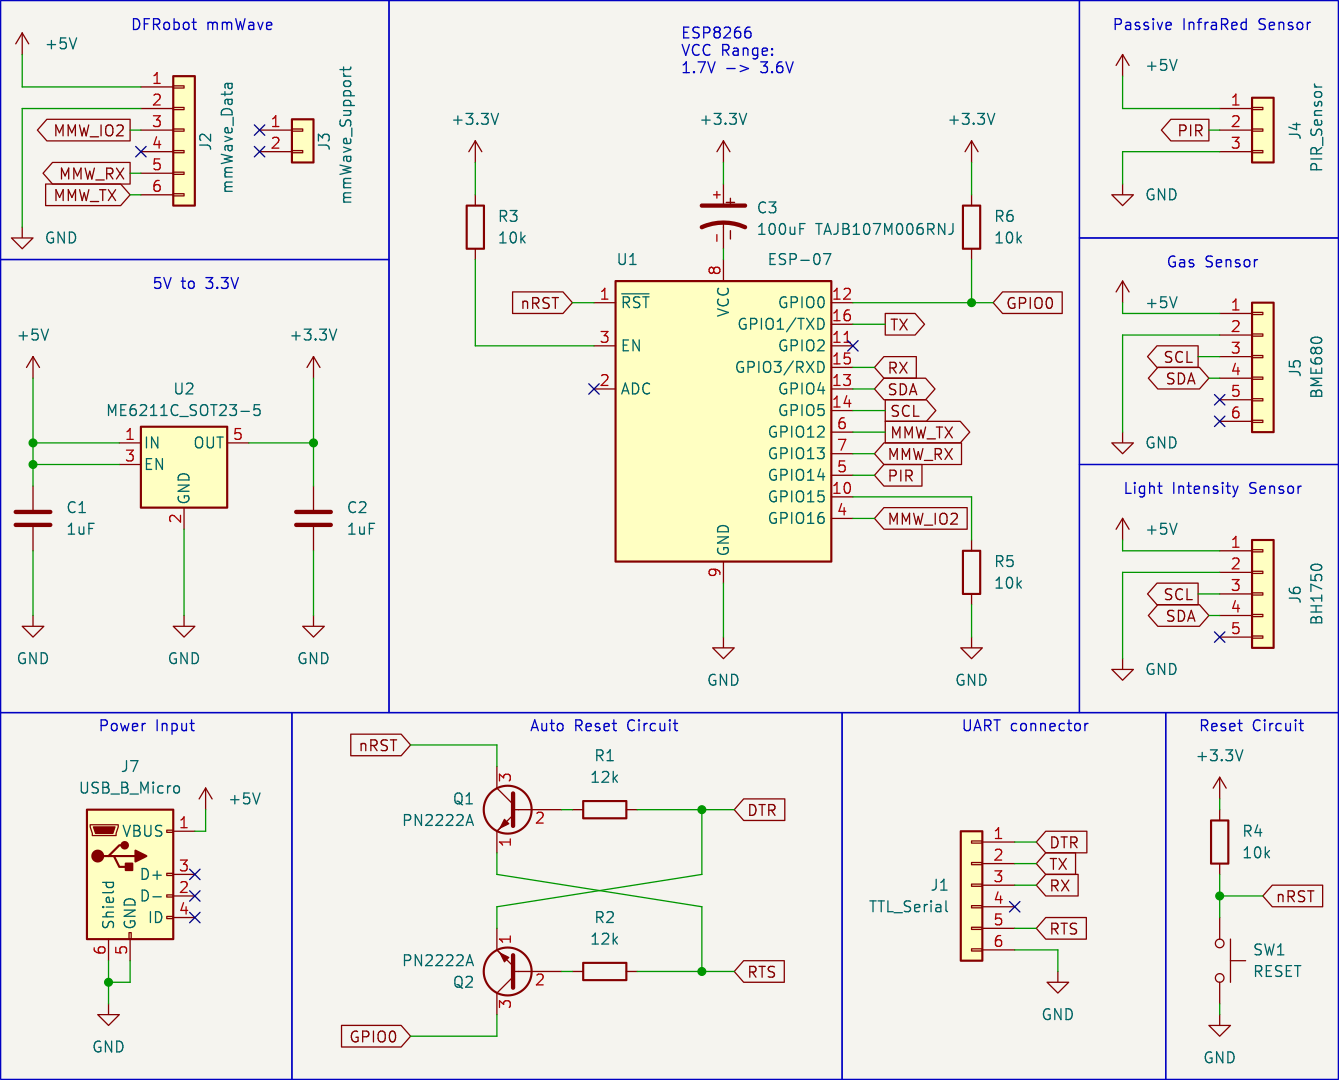 DFRobot mmWave
+5V
1
2
MMW_IO2
3
4
MMW_RX
5
MMW_TX
6
J2
mmWave_Data
1
2
J3
mmWave_Support
GND
5V to 3.3V
+5V
+3.3V
U2
ME6211C_SOT23-5
1
IN
OUT
5
3
EN
GND
2
C1
1uF
C2
1uF
GND
GND
GND
ESP8266
VCC Range:
1.7V -> 3.6V
+3.3V
+3.3V
+3.3V
R3
10k
+
+
C3
100uF TAJB107M006RNJ
R6
10k
U1
ESP-07
8
VCC
nRST
1
RST
GPIO0
12
GPIO0
GPIO1/TXD
16
TX
3
EN
GPIO2
11
GPIO3/RXD
15
RX
2
ADC
GPIO4
13
SDA
GPIO5
14
SCL
GPIO12
6
MMW_TX
GPIO13
7
MMW_RX
GPIO14
5
PIR
GPIO15
10
GPIO16
4
MMW_IO2
GND
9
R5
10k
GND
GND
Passive InfraRed Sensor
+5V
1
PIR
2
3
J4
PIR_Sensor
GND
Gas Sensor
+5V
1
2
SCL
3
SDA
4
5
6
J5
BME680
GND
Light Intensity Sensor
+5V
1
2
SCL
3
SDA
4
5
J6
BH1750
GND
Power Input
J7
USB_B_Micro
+5V
VBUS
1
D+
3
D-
2
ID
4
Shield
GND
6
5
GND
Auto Reset Circuit
nRST
R1
12k
Q1
PN2222A
3
2
1
DTR
R2
12k
PN2222A
Q2
1
2
3
RTS
GPIO0
UART connector
J1
TTL_Serial
1
DTR
2
TX
3
RX
4
5
RTS
6
GND
Reset Circuit
+3.3V
R4
10k
nRST
SW1
RESET
GND